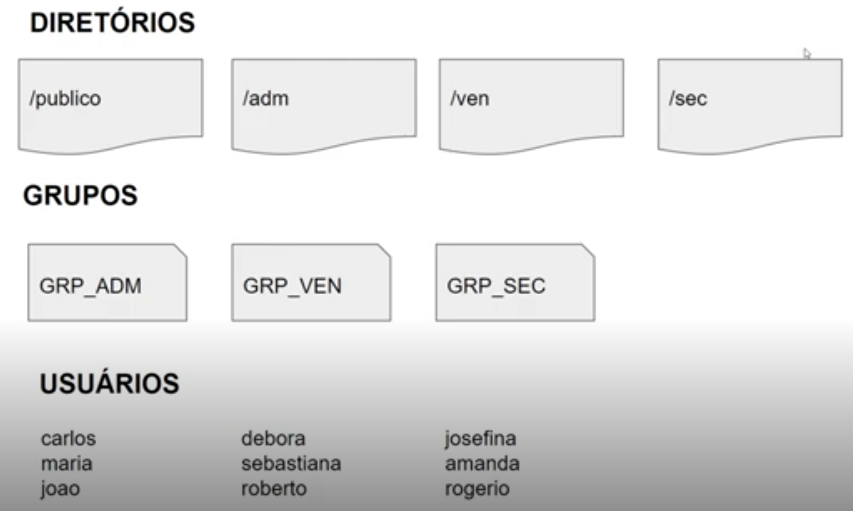 DIRETÓRIOS
/publico /adm /ven /sec
GRUPOS
GRP_ADM GRP_VEN GRP_SEC
USUÁRIOS
carlos debora josefina
maria sebastiana amanda
joao roberto rogerio